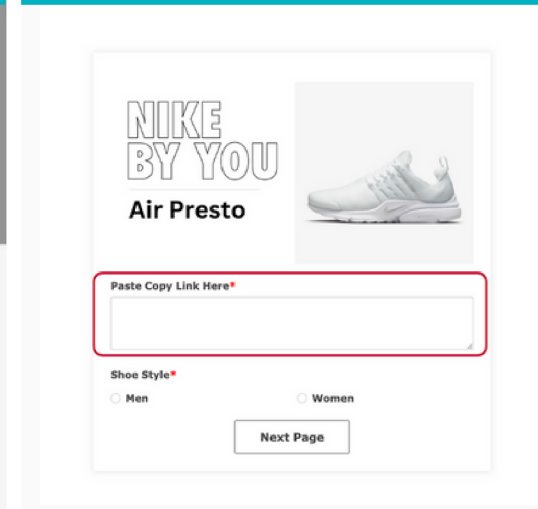 NIKE
BY YOU
Air Presto
Paste Copy Link Here*
Shoe Style*
Men
Women
Next Page